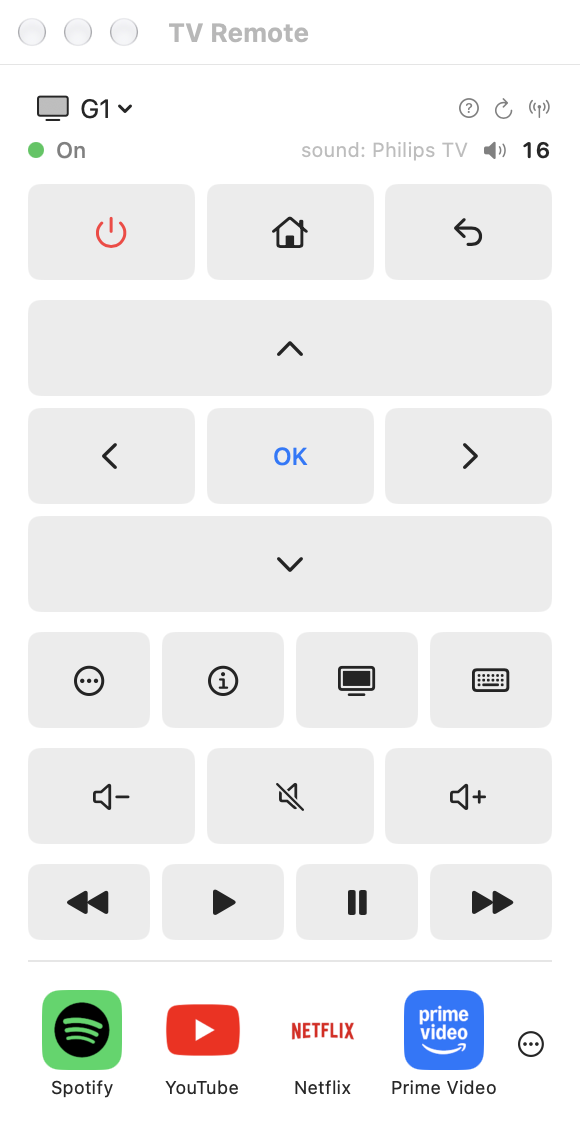 TV Remote
G1
On
sound: Philips TV 16
OK
prime
video
NETFLIX
Spotify
YouTube
Netflix
Prime Video